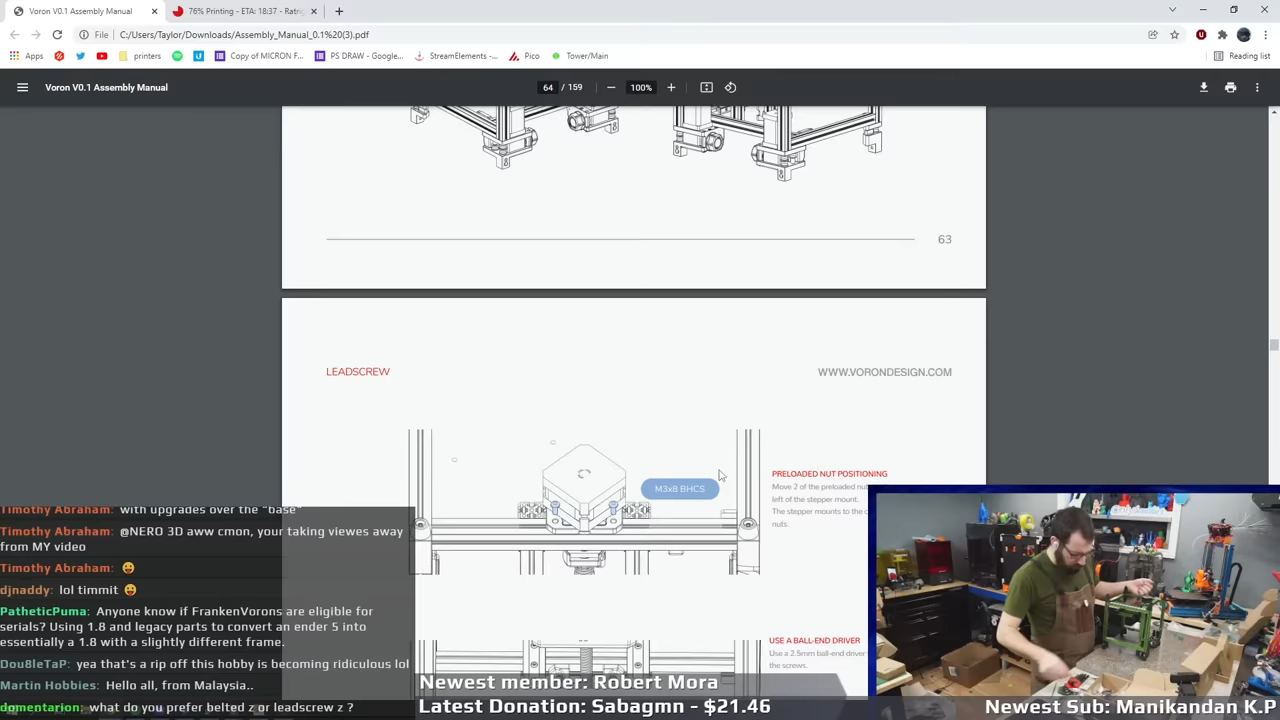 Voron V0.1 Assembly Manual
76% Printing - ETA: 18:37 - Ratrig
File
C:/Users/Taylor/Downloads/Assembly_Manual_0.1%20(3).pdf
Apps
printers
Copy of MICRON F...
PS DRAW - Google...
StreamElements -...
Pico
Tower/Main
Reading list
Voron V0.1 Assembly Manual
64 / 159
100%
63
LEADSCREW
WWW.VORONDESIGN.COM
M3x8 BHCS
PRELOADED NUT POSITIONING
Move 2 of the preloaded nut
left of the stepper mount.
The stepper mounts to the
nuts.
USE A BALL-END DRIVER
Use a 2.5mm ball-end driver
the screws.
Timothy Abraham: with upgrades over the "base"
Timothy Abraham: @NERO 3D aww cmon, your taking viewes away
from MY video
Timothy Abraham: 😛
djnaddy: lol timmit 😛
PatheticPuma: Anyone know if FrankenVorons are eligible for
serials? Using 1.8 and legacy parts to convert an ender 5 into
essentially a 1.8 with a slightly different frame.
Dou8leTaP: yea that's a rip off this hobby is becoming ridiculous lol
Martin Hobbies: Hello all, from Malaysia..
domentarion: what do you prefer belted z or leadscrew z ?
Newest member: Robert Mora
Latest Donation: Sabagmn - $21.46
Newest Sub: Manikandan K.P